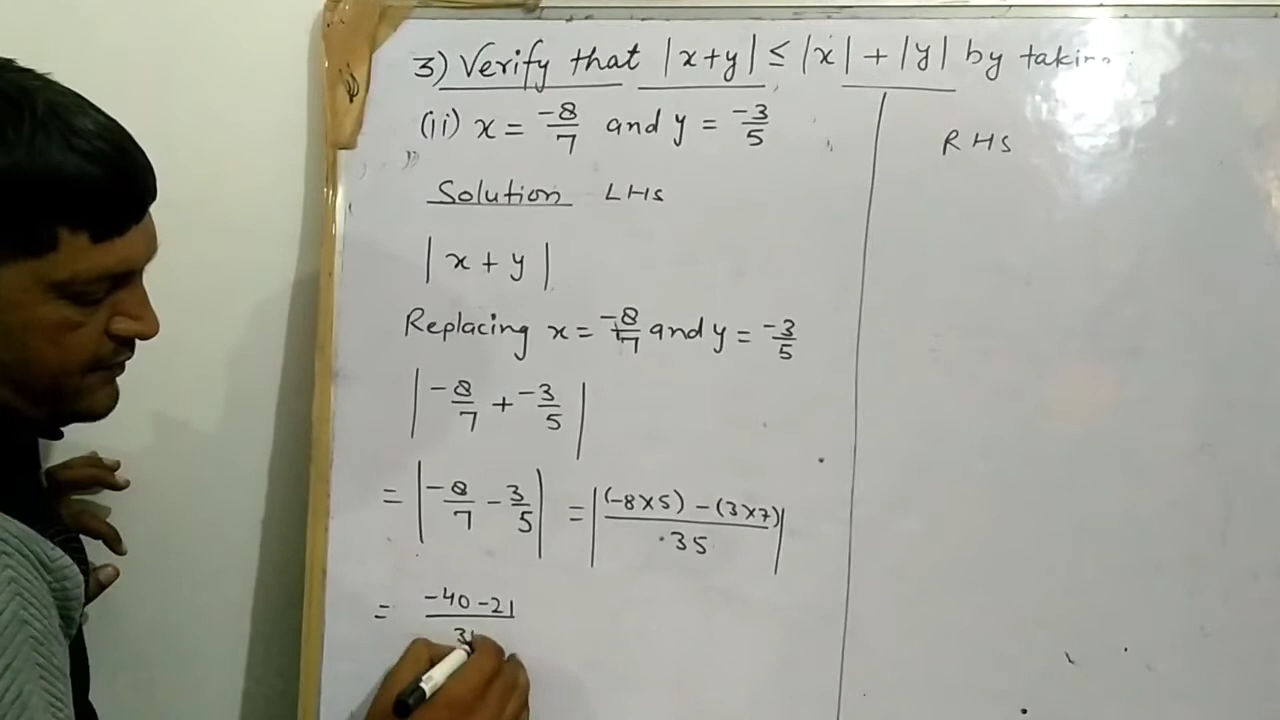 3) Verify that |x+y| ≤ |x| + |y| by takin
(ii) x = -8/7 and y = -3/5
Solution LHS
|x + y|
Replacing x = -8/7 and y = -3/5
|-8/7 + -3/5|
= |-8/7 - 3/5| = |(-8×5) - (3×7)/35|
= -40-21/3
RHS